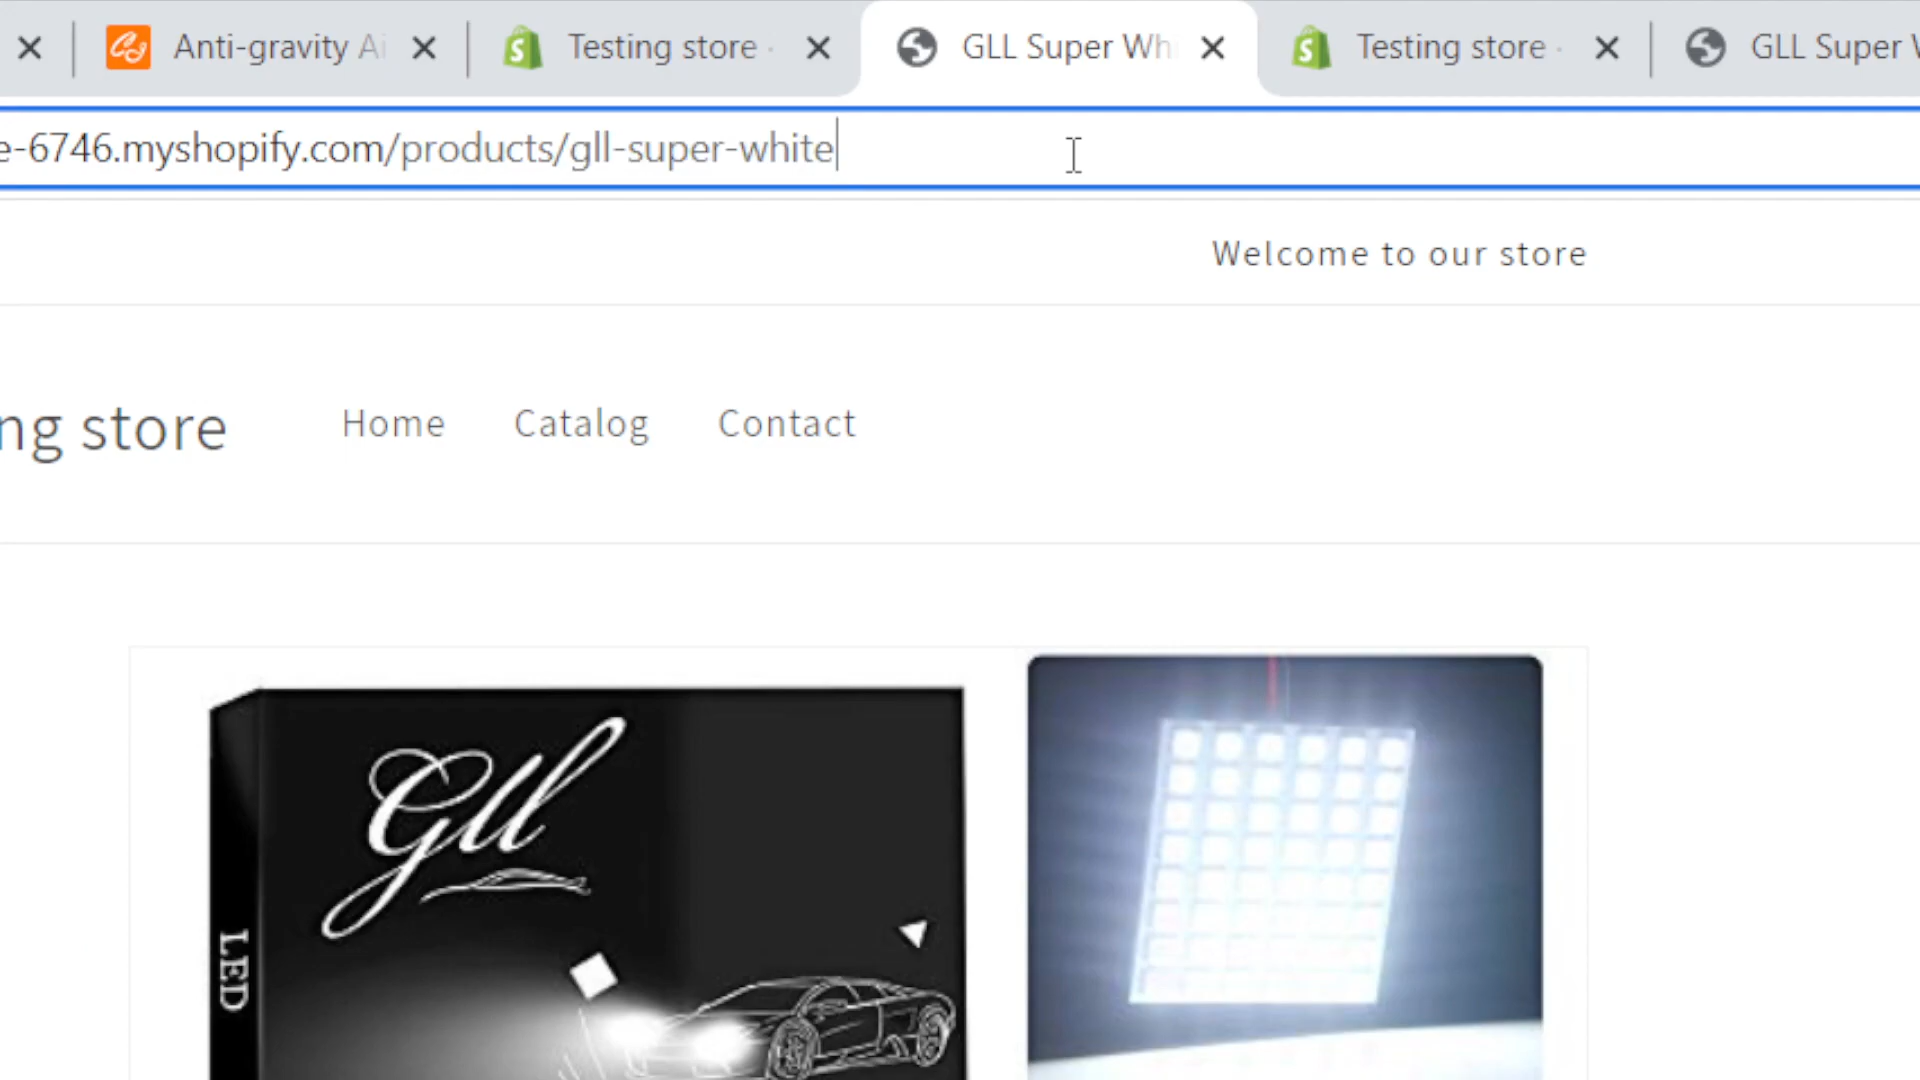 Anti-gravity Ai
Testing store ·
GLL Super Wh
Testing store ·
GLL Super
e-6746.myshopify.com/products/gll-super-white
Welcome to our store
ng store
Home
Catalog
Contact
Gll
LED